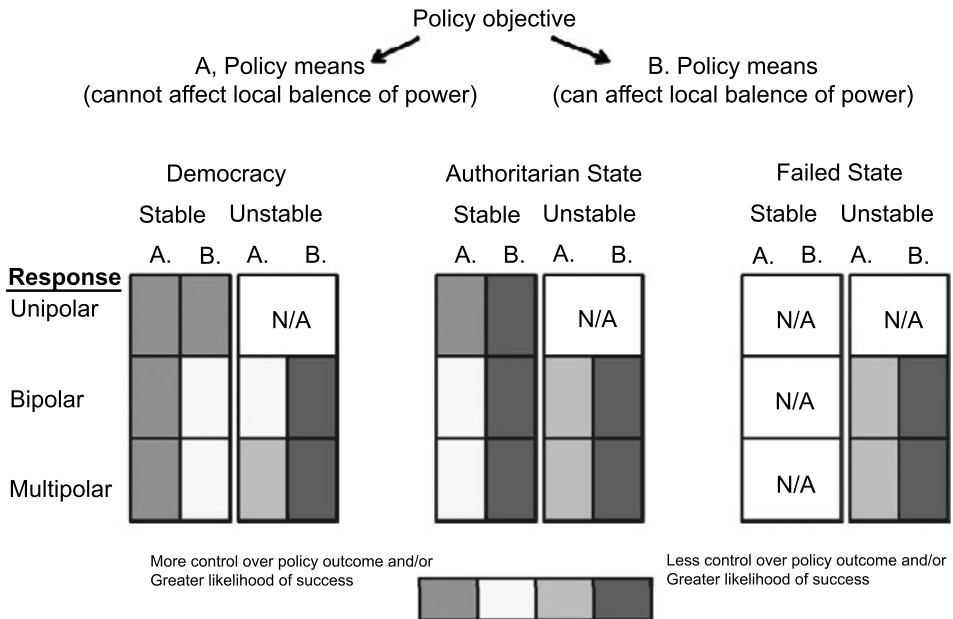 Policy objective
A, Policy means
(cannot affect local balence of power)
B. Policy means
(can affect local balence of power)
Democracy
Authoritarian State
Failed State
Stable Unstable
Stable Unstable
Stable Unstable
A. B. A. B.
A. B. A. B.
A. B. A. B.
Response
Unipolar
N/A
N/A
N/A
N/A
Bipolar
N/A
Multipolar
N/A
More control over policy outcome and/or
Greater likelihood of success
Less control over policy outcome and/or
Greater likelihood of success